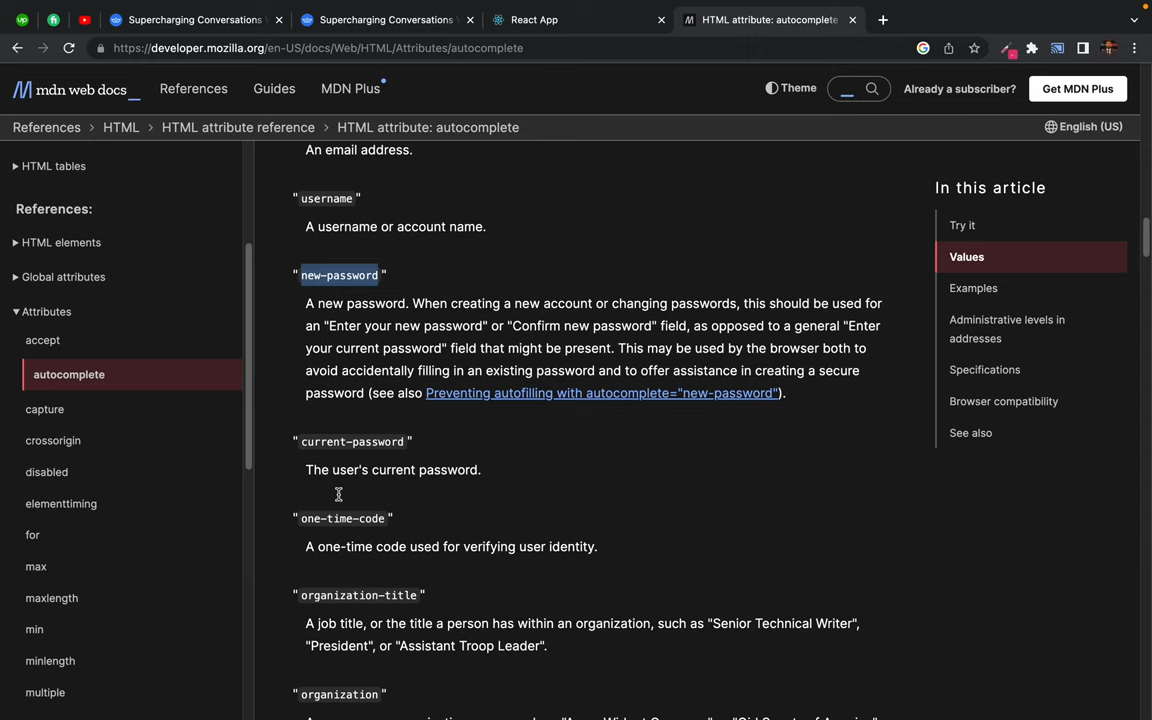 Supercharging Conversations
Supercharging Conversations
React App
HTML attribute: autocomplete
https://developer.mozilla.org/en-US/docs/Web/HTML/Attributes/autocomplete
mdn web docs_
References
Guides
MDN Plus
Theme
Already a subscriber?
Get MDN Plus
References
HTML
HTML attribute reference
HTML attribute: autocomplete
English (US)
HTML tables
References:
HTML elements
Global attributes
Attributes
accept
autocomplete
capture
crossorigin
disabled
elementtiming
for
max
maxlength
min
minlength
multiple
An email address.
"username"
A username or account name.
"new-password"
A new password. When creating a new account or changing passwords, this should be used for
an "Enter your new password" or "Confirm new password" field, as opposed to a general "Enter
your current password" field that might be present. This may be used by the browser both to
avoid accidentally filling in an existing password and to offer assistance in creating a secure
password (see also Preventing autofilling with autocomplete="new-password").
"current-password"
The user's current password.
"one-time-code"
A one-time code used for verifying user identity.
"organization-title"
A job title, or the title a person has within an organization, such as "Senior Technical Writer",
"President", or "Assistant Troop Leader".
"organization"
In this article
Try it
Values
Examples
Administrative levels in
addresses
Specifications
Browser compatibility
See also